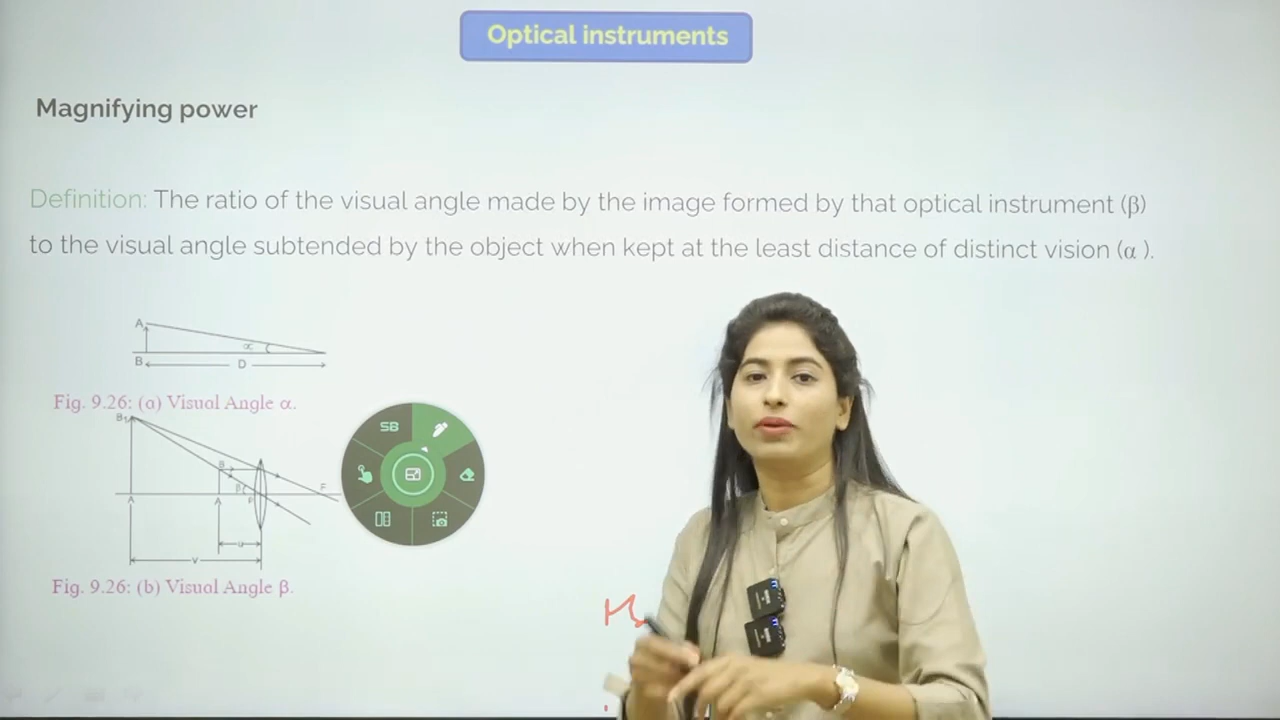 Optical instruments
Magnifying power
Definition: The ratio of the visual angle made by the image formed by that optical instrument (β)
to the visual angle subtended by the object when kept at the least distance of distinct vision (α ).
A
α
B
D
Fig. 9.26: (a) Visual Angle α.
B₁
B
β
P
F
A
A
u
v
Fig. 9.26: (b) Visual Angle β.
SB